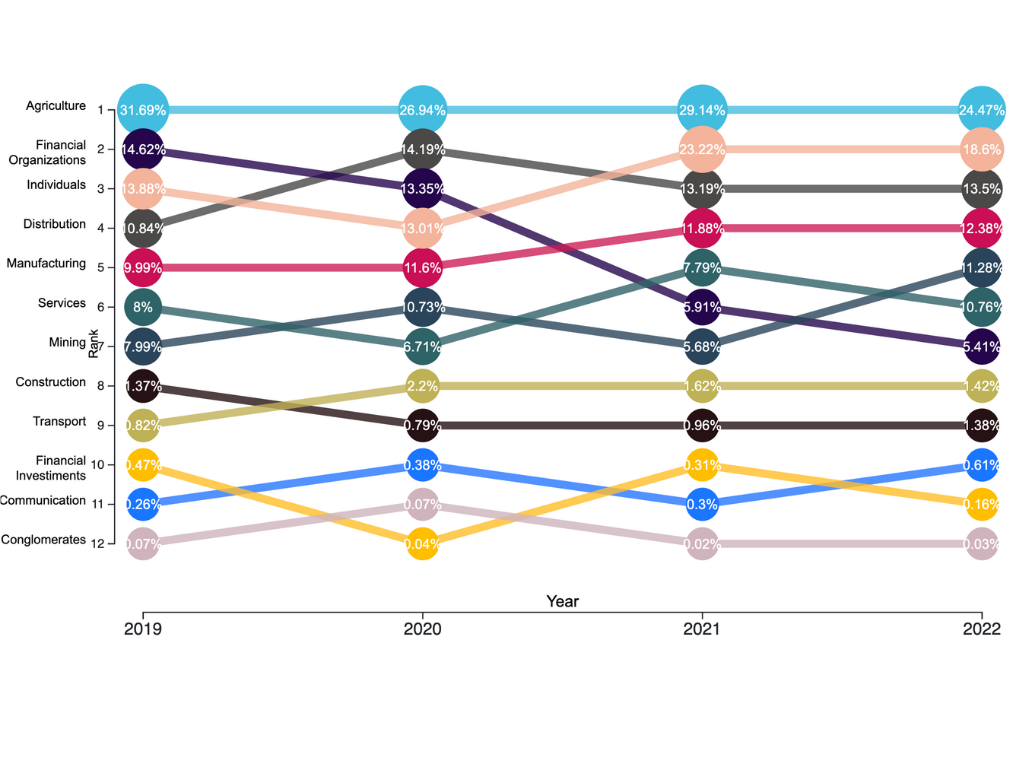 Agriculture 1 31.69% 26.94% 29.14% 24.47%
Financial
Organizations 2 14.62% 14.19% 23.22% 18.6%
Individuals 3 13.88% 13.35% 13.19% 13.5%
Distribution 4 10.84% 13.01% 11.88% 12.38%
Manufacturing 5 9.99% 11.6% 7.79% 11.28%
Services 6 8% 10.73% 5.91% 10.76%
Mining 7 7.99% 6.71% 5.68% 5.41%
Rank
Construction 8 1.37% 2.2% 1.62% 1.42%
Transport 9 0.82% 0.79% 0.96% 1.38%
Financial
Investments 10 0.47% 0.38% 0.31% 0.61%
Communication 11 0.26% 0.07% 0.3% 0.16%
Conglomerates 12 0.07% 0.04% 0.02% 0.03%
Year
2019 2020 2021 2022